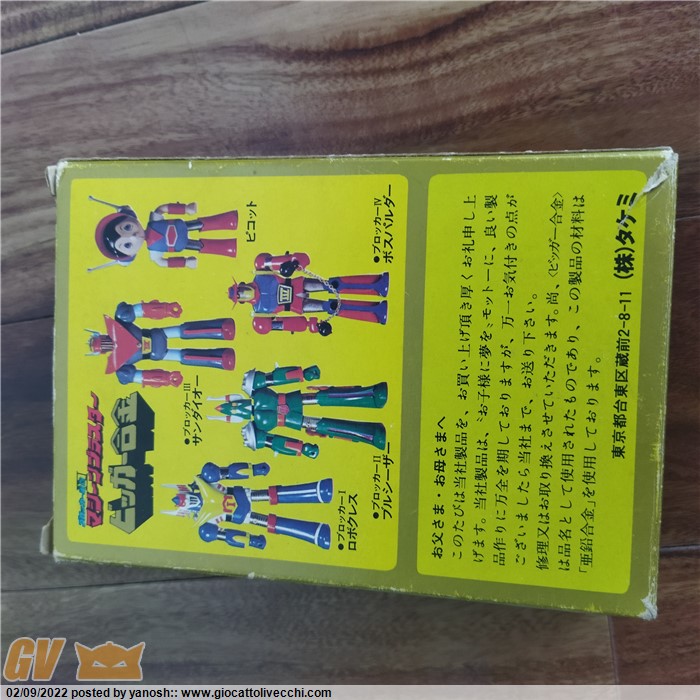 ブロッカー軍団Ⅳ
マシーンブラスター
ビッガー合金
ピコット
●ブロッカーⅣ
ボスパルダー
●ブロッカーⅢ
サンダイオー
●ブロッカーⅠ
ロボクレス
●ブロッカーⅡ
ブルシーザー
お父さま・お母さまへ
このたびは当社製品を、お買い上げ頂き厚くお礼申し上
げます。当社製品は、〝お子様に夢を〟モットーに、良い製
品作りに万全を期しておりますが、万一お気付きの点が
ございましたら当社まで、お送り下さい。
修理又はお取り換えさせていただきます。尚、〈ビッガー合金〉
は品名として使用されたものであり、この製品の材料は
「亜鉛合金」を使用しております。
東京都台東区蔵前2-8-11 (株)タケミ
GV
02/09/2022 posted by yanosh:: www.giocattolivecchi.com